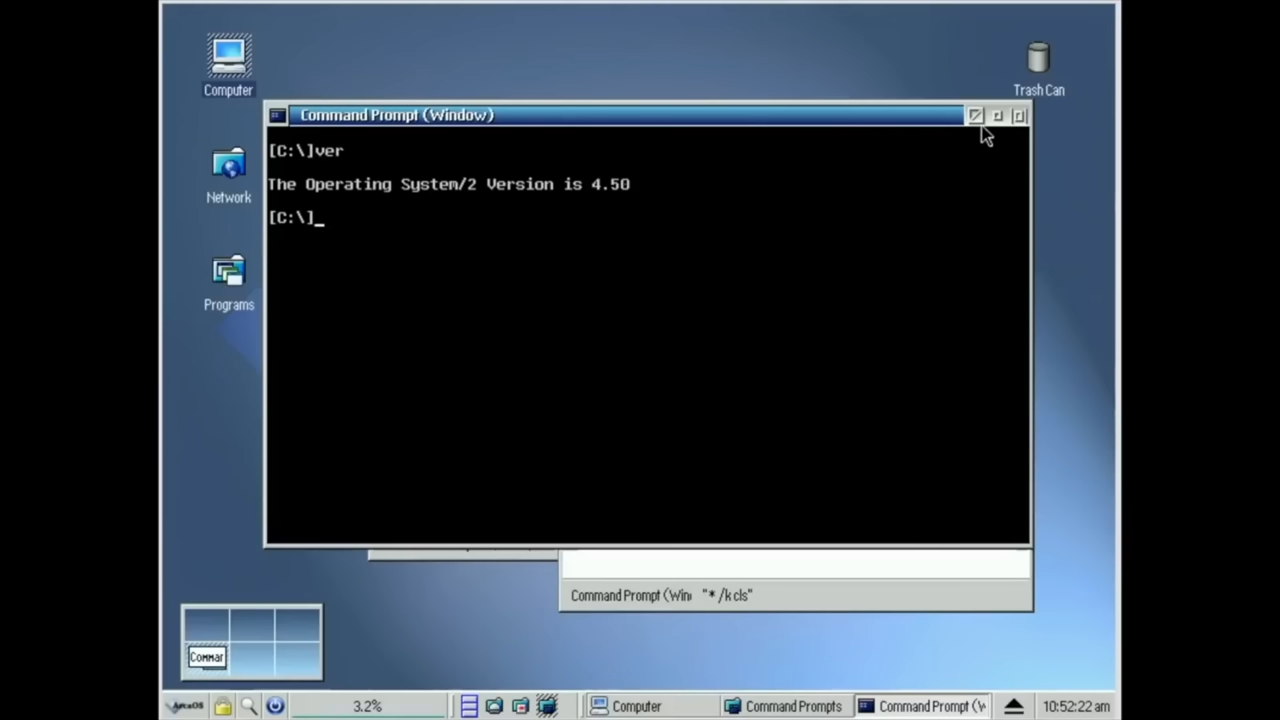 Computer
Trash Can
Command Prompt (Window)
[C:\]ver
The Operating System/2 Version is 4.50
[C:\]_
Network
Programs
Command Prompt (Win "* /k cls"
Commar
ArcaOS
3.2%
Computer
Command Prompts
Command Prompt (W
10:52:22 am